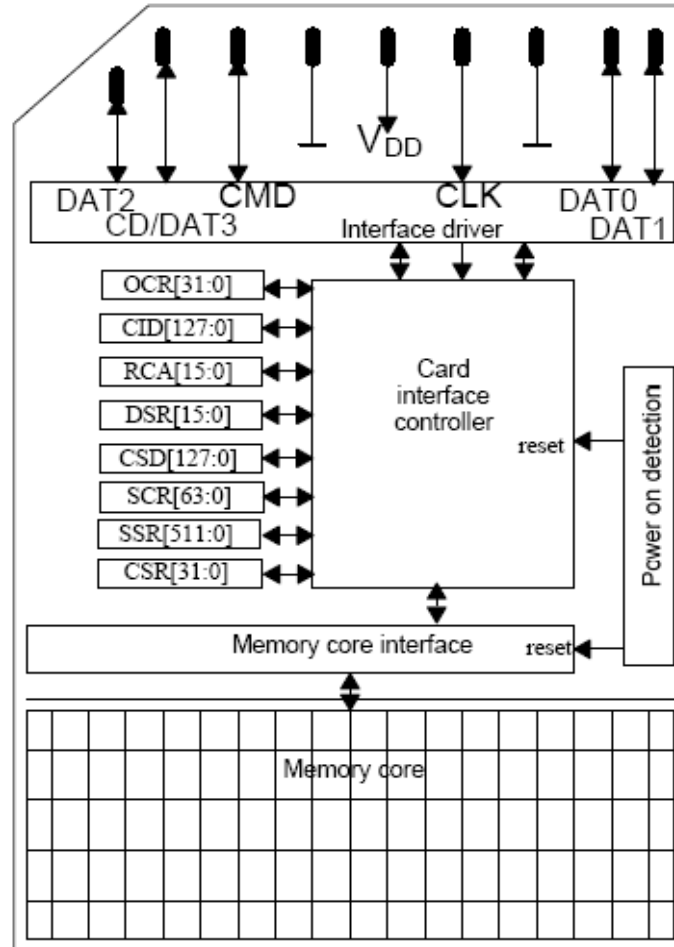 VDD
DAT2
CMD
CLK
DAT0
CD/DAT3
Interface driver
DAT1
OCR[31:0]
CID[127:0]
RCA[15:0]
DSR[15:0]
CSD[127:0]
SCR[63:0]
SSR[511:0]
CSR[31:0]
Card
interface
controller
reset
Power on detection
Memory core interface
reset
Memory core